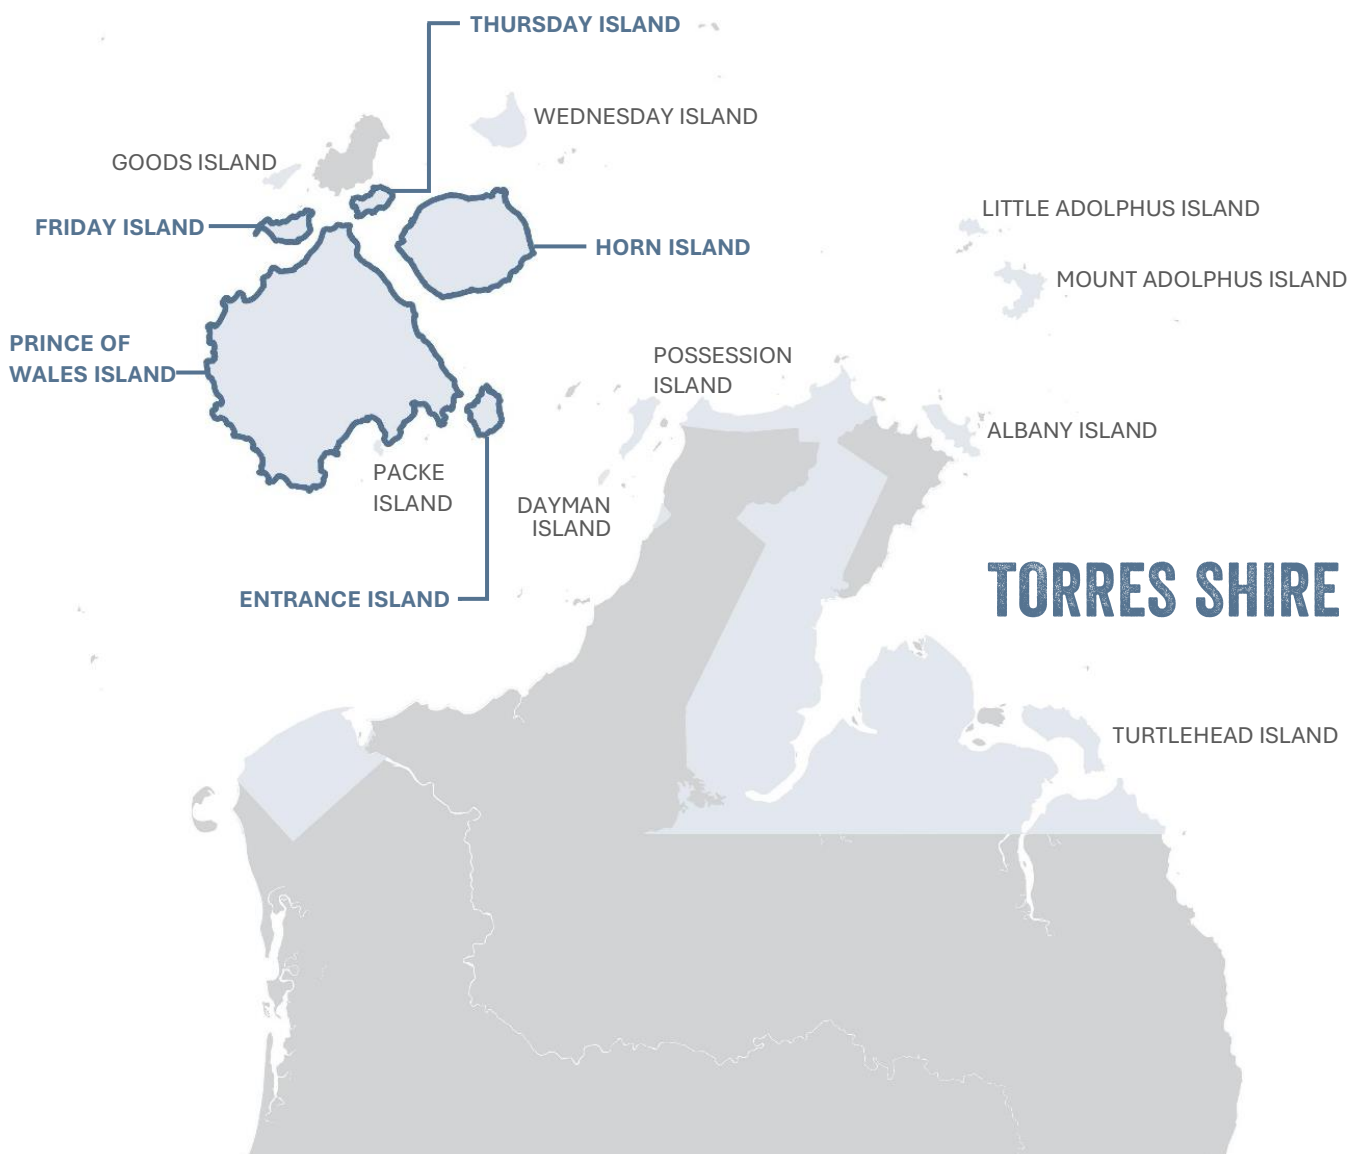 THURSDAY ISLAND
WEDNESDAY ISLAND
GOODS ISLAND
FRIDAY ISLAND
LITTLE ADOLPHUS ISLAND
HORN ISLAND
MOUNT ADOLPHUS ISLAND
PRINCE OF
WALES ISLAND
POSSESSION
ISLAND
ALBANY ISLAND
PACKE
ISLAND
DAYMAN
ISLAND
ENTRANCE ISLAND
TORRES SHIRE
TURTLEHEAD ISLAND